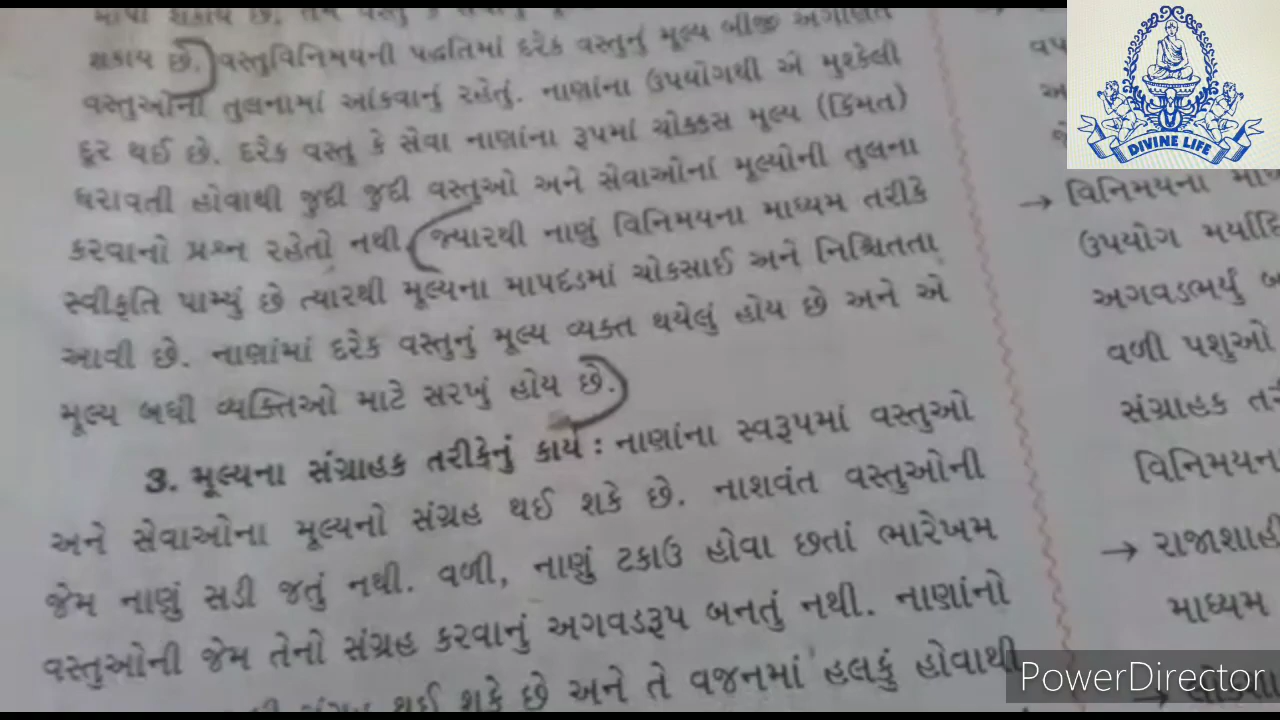 શકાય છે. વસ્તુવિનિમયની પદ્ધતિમાં દરેક વસ્તુનું મૂલ્ય બીજી અગણિત
વસ્તુઓની તુલનામાં આંકવાનું રહેતું. નાણાંના ઉપયોગથી એ મુશ્કેલી
દૂર થઈ છે. દરેક વસ્તુ કે સેવા નાણાંના રૂપમાં ચોક્કસ મૂલ્ય (કિંમત)
ધરાવતી હોવાથી જુદી જુદી વસ્તુઓ અને સેવાઓનાં મૂલ્યોની તુલના
કરવાનો પ્રશ્ન રહેતો નથી. જ્યારથી નાણું વિનિમયના માધ્યમ તરીકે
સ્વીકૃતિ પામ્યું છે ત્યારથી મૂલ્યના માપદંડમાં ચોકસાઈ અને નિશ્ચિતતા
આવી છે. નાણાંમાં દરેક વસ્તુનું મૂલ્ય વ્યક્ત થયેલું હોય છે અને એ
મૂલ્ય બધી વ્યક્તિઓ માટે સરખું હોય છે.
3. મૂલ્યના સંગ્રાહક તરીકેનું કાર્ય : નાણાંના સ્વરૂપમાં વસ્તુઓ
અને સેવાઓના મૂલ્યનો સંગ્રહ થઈ શકે છે. નાશવંત વસ્તુઓની
જેમ નાણું સડી જતું નથી. વળી, નાણું ટકાઉ હોવા છતાં ભારેખમ
વસ્તુઓની જેમ તેનો સંગ્રહ કરવાનું અગવડરૂપ બનતું નથી. નાણાંનો
થઈ શકે છે અને તે વજનમાં હલકું હોવાથી
→ વિનિમયના
ઉપયોગ
અગવડભર્યું
વળી પશુઓ
સંગ્રાહક
→ રાજાશાહી
માધ્યમ
DIVINE LIFE
PowerDirector